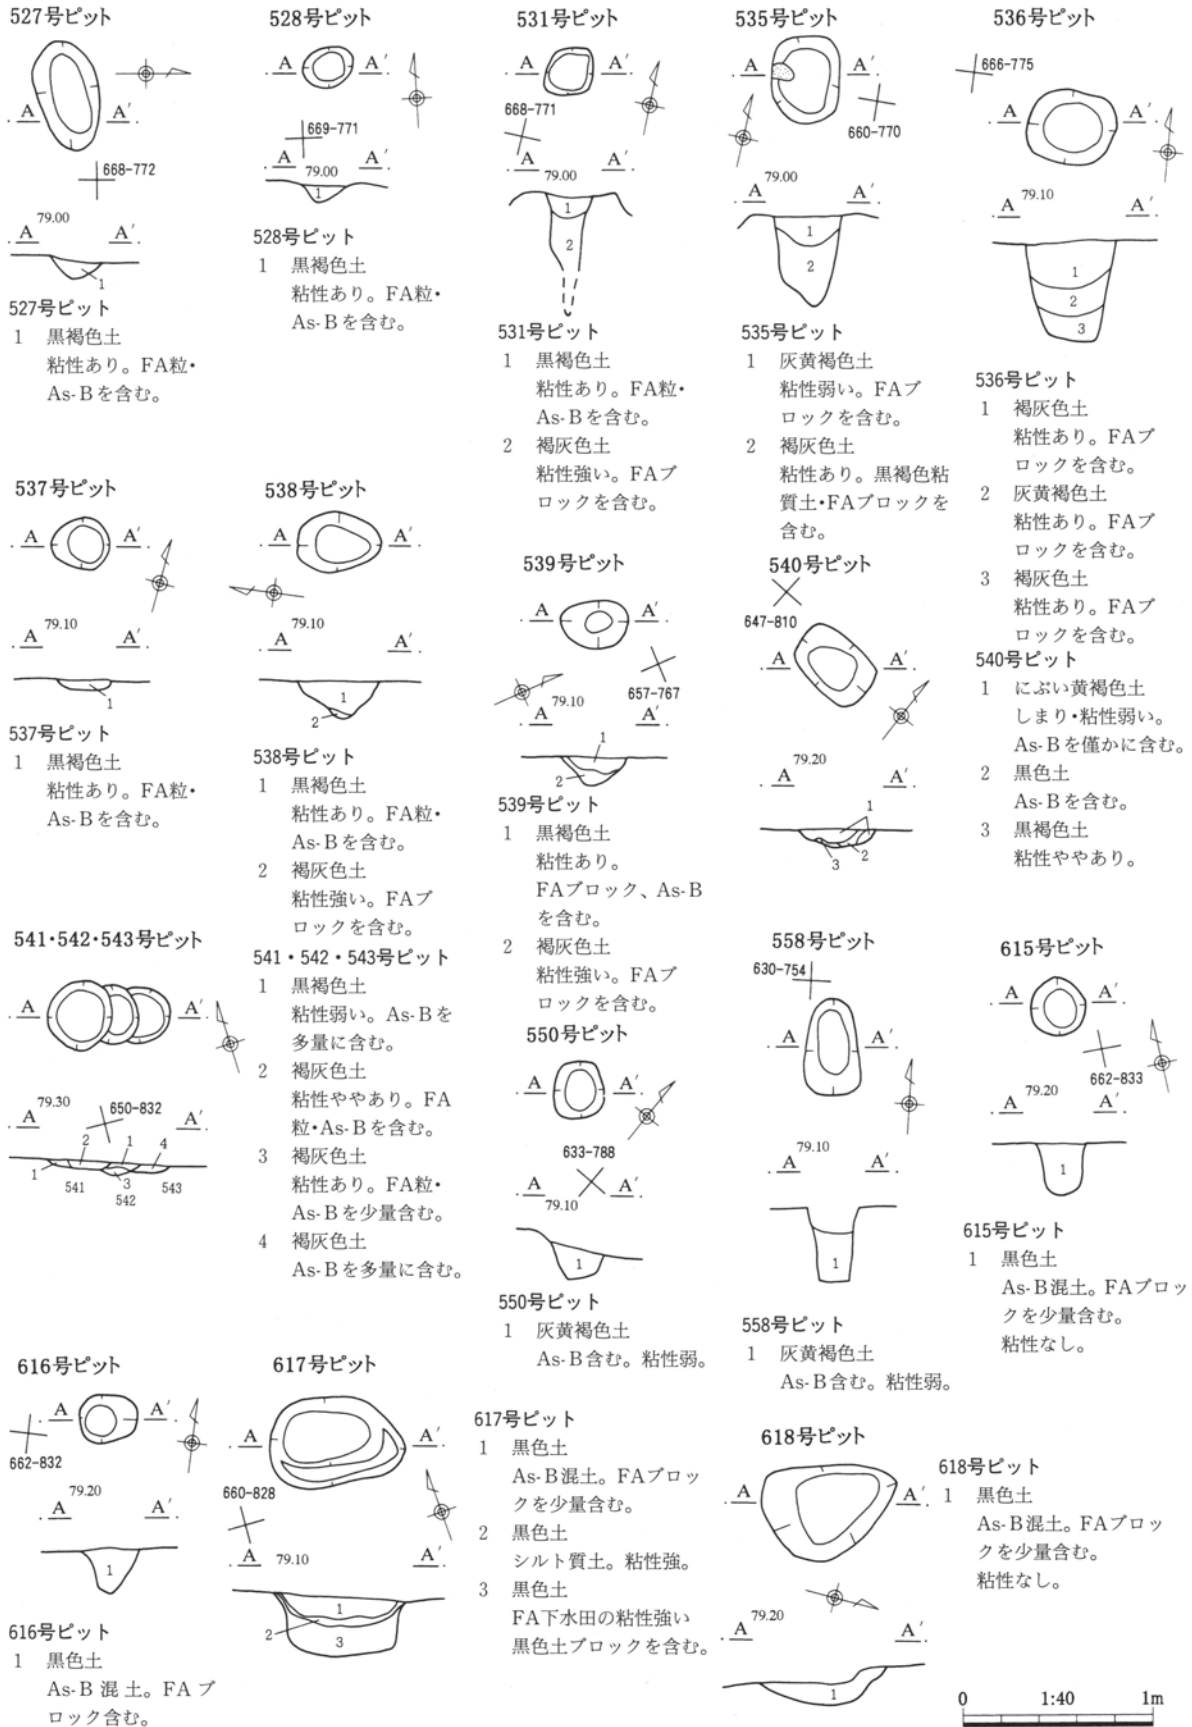 527号ピット
A
A′
668-772
A
79.00
A′
1
527号ピット
1 黒褐色土
粘性あり。FA粒・
As-Bを含む。
528号ピット
A
A′
669-771
A
79.00
A′
1
528号ピット
1 黒褐色土
粘性あり。FA粒・
As-Bを含む。
531号ピット
A
A′
668-771
A
79.00
A′
1
2
531号ピット
1 黒褐色土
粘性あり。FA粒・
As-Bを含む。
2 褐灰色土
粘性強い。FAブ
ロックを含む。
535号ピット
A
A′
660-770
A
79.00
A′
1
2
535号ピット
1 灰黄褐色土
粘性弱い。FAブ
ロックを含む。
2 褐灰色土
粘性あり。黒褐色粘
質土・FAブロックを
含む。
536号ピット
666-775
A
A′
A
79.10
A′
1
2
3
536号ピット
1 褐灰色土
粘性あり。FAブ
ロックを含む。
2 灰黄褐色土
粘性あり。FAブ
ロックを含む。
3 褐灰色土
粘性あり。FAブ
ロックを含む。
537号ピット
A
A′
A
79.10
A′
1
537号ピット
1 黒褐色土
粘性あり。FA粒・
As-Bを含む。
538号ピット
A
A′
A
79.10
A′
1
2
538号ピット
1 黒褐色土
粘性あり。FA粒・
As-Bを含む。
2 褐灰色土
粘性強い。FAブ
ロックを含む。
539号ピット
A
A′
657-767
A
79.10
A′
1
2
539号ピット
1 黒褐色土
粘性あり。
FAブロック、As-B
を含む。
2 褐灰色土
粘性強い。FAブ
ロックを含む。
540号ピット
647-810
A
A′
A
79.20
A′
1
3
2
540号ピット
1 にぶい黄褐色土
しまり・粘性弱い。
As-Bを僅かに含む。
2 黒色土
As-Bを含む。
3 黒褐色土
粘性ややあり。
541・542・543号ピット
A
A′
A
79.30
650-832
A′
2 1 4
1 3
541
542
543
541・542・543号ピット
1 黒褐色土
粘性弱い。As-Bを
多量に含む。
2 褐灰色土
粘性ややあり。FA
粒・As-Bを含む。
3 褐灰色土
粘性あり。FA粒・
As-Bを少量含む。
4 褐灰色土
As-Bを多量に含む。
550号ピット
A
A′
633-788
A
79.10
A′
1
550号ピット
1 灰黄褐色土
As-B含む。粘性弱。
558号ピット
630-754
A
A′
A
79.10
A′
1
558号ピット
1 灰黄褐色土
As-B含む。粘性弱。
615号ピット
A
A′
662-833
A
79.20
A′
1
615号ピット
1 黒色土
As-B混土。FAブロッ
クを少量含む。
粘性なし。
616号ピット
A
A′
662-832
A
79.20
A′
1
616号ピット
1 黒色土
As-B混土。FAブ
ロック含む。
617号ピット
A
A′
660-828
A
79.10
A′
1
2
3
617号ピット
1 黒色土
As-B混土。FAブロッ
クを少量含む。
2 黒色土
シルト質土。粘性強。
3 黒色土
FA下水田の粘性強い
黒色土ブロックを含む。
618号ピット
A
A′
A
79.20
A′
1
618号ピット
1 黒色土
As-B混土。FAブロッ
クを少量含む。
粘性なし。
0 1:40 1m